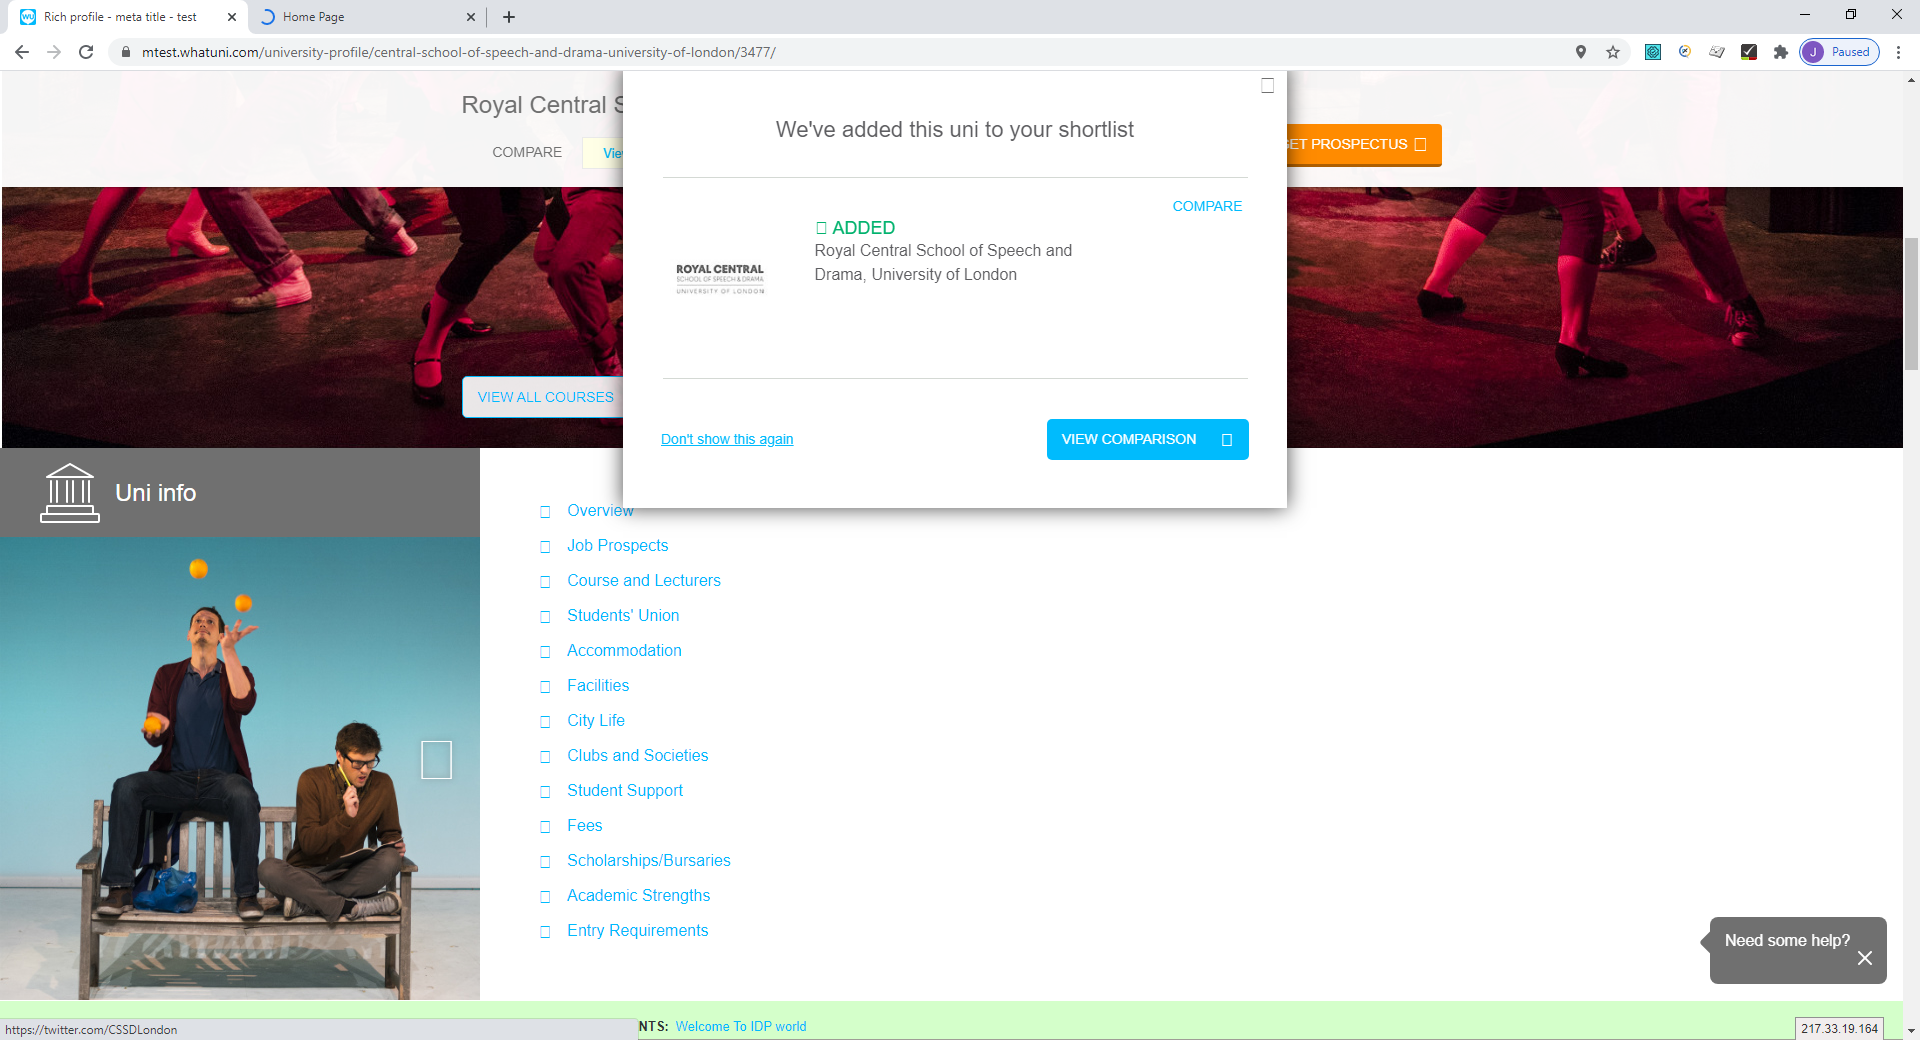 Rich profile - meta title - test
Home Page
mtest.whatuni.com/university-profile/central-school-of-speech-and-drama-university-of-london/3477/
J Paused
Royal Central S
COMPARE
Vie
GET PROSPECTUS
We've added this uni to your shortlist
COMPARE
ADDED
Royal Central School of Speech and
Drama, University of London
ROYAL CENTRAL
SCHOOL OF SPEECH & DRAMA
UNIVERSITY OF LONDON
VIEW ALL COURSES
Don't show this again
VIEW COMPARISON
Uni info
Overview
Job Prospects
Course and Lecturers
Students' Union
Accommodation
Facilities
City Life
Clubs and Societies
Student Support
Fees
Scholarships/Bursaries
Academic Strengths
Entry Requirements
Need some help?
https://twitter.com/CSSDLondon
NTS: Welcome To IDP world
217.33.19.164